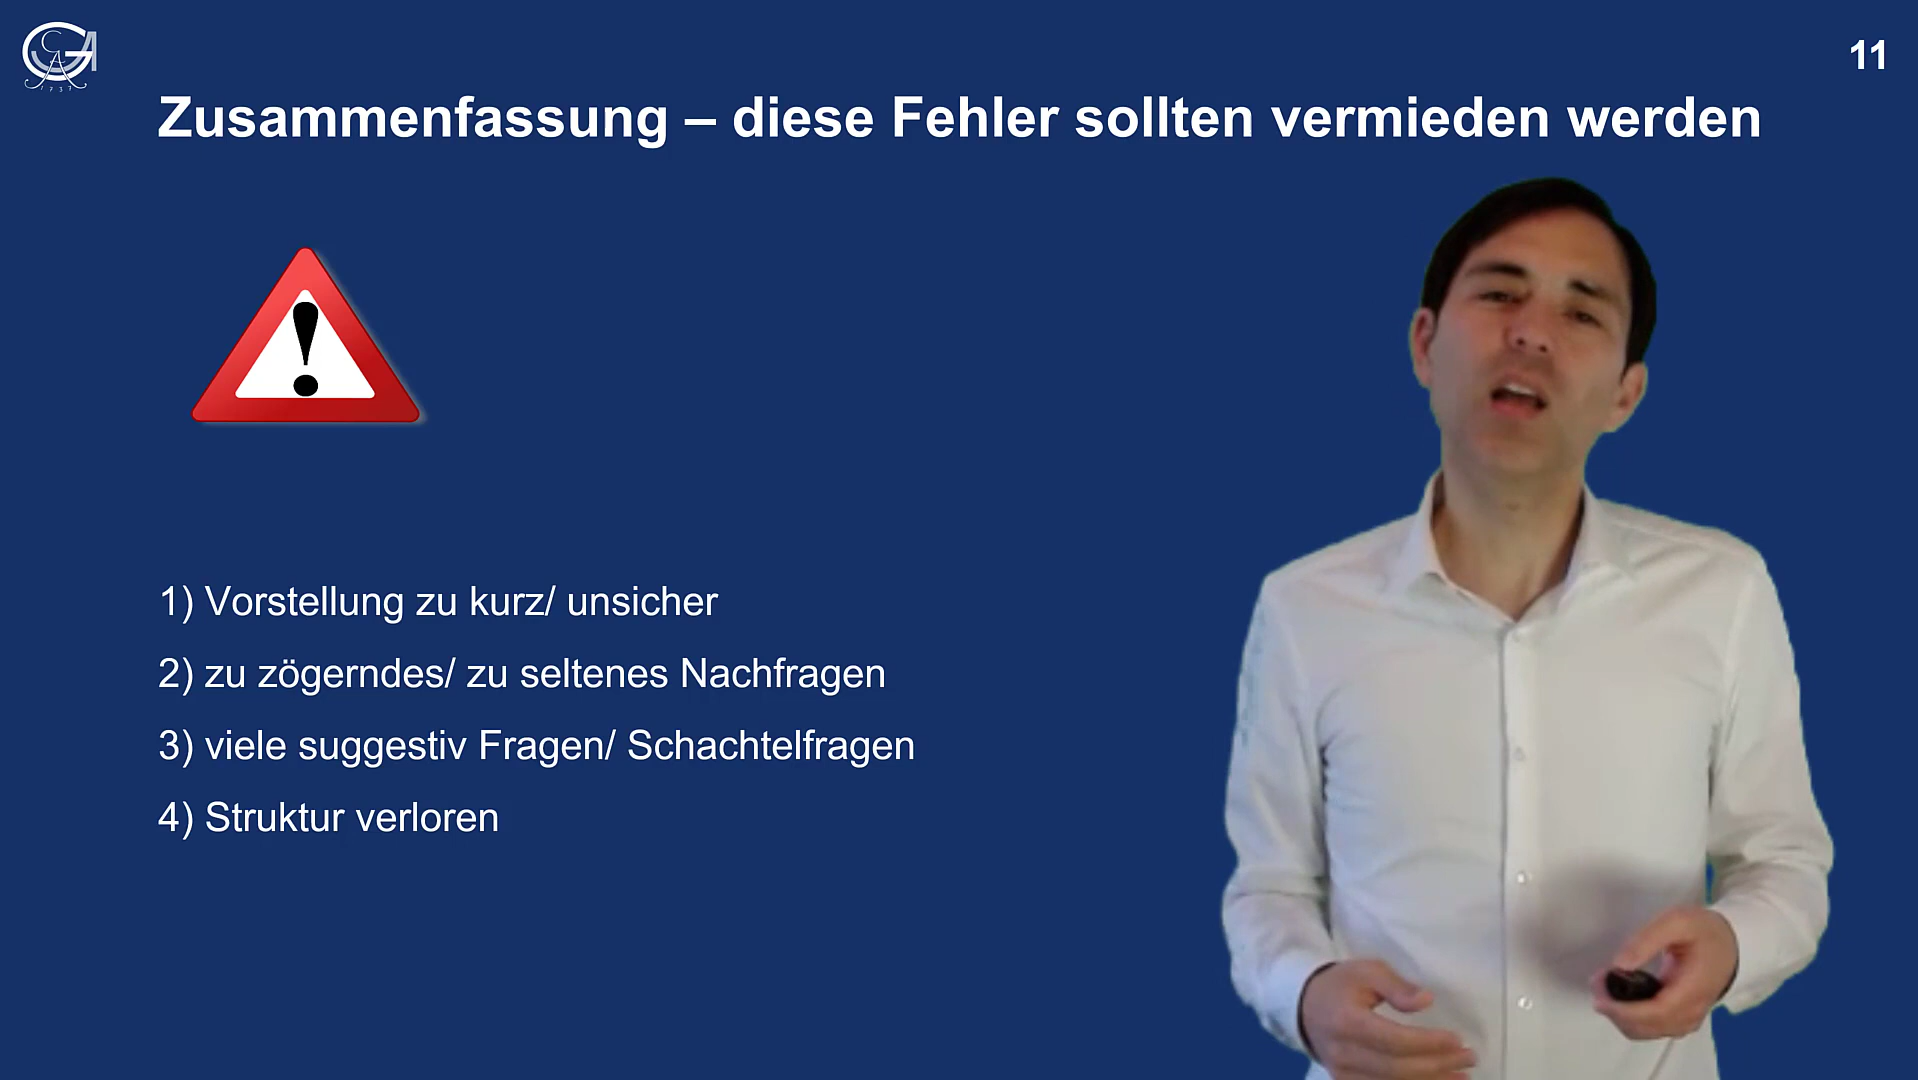 11
Zusammenfassung – diese Fehler sollten vermieden werden
1) Vorstellung zu kurz/ unsicher
2) zu zögerndes/ zu seltenes Nachfragen
3) viele suggestiv Fragen/ Schachtelfragen
4) Struktur verloren
1737